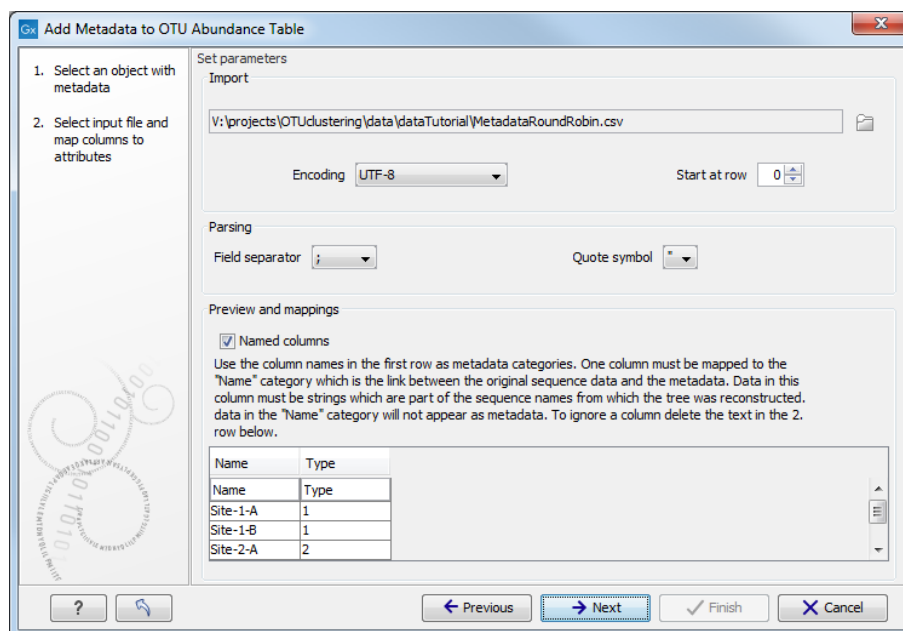 Gx Add Metadata to OTU Abundance Table
1. Select an object with
metadata
2. Select input file and
map columns to
attributes
Set parameters
Import
V:\projects\OTUclustering\data\dataTutorial\MetadataRoundRobin.csv
Encoding UTF-8 Start at row 0
Parsing
Field separator ; Quote symbol "
Preview and mappings
Named columns
Use the column names in the first row as metadata categories. One column must be mapped to the
"Name" category which is the link between the original sequence data and the metadata. Data in this
column must be strings which are part of the sequence names from which the tree was reconstructed.
data in the "Name" category will not appear as metadata. To ignore a column delete the text in the 2.
row below.
Name Type
Name Type
Site-1-A 1
Site-1-B 1
Site-2-A 2
? Previous Next Finish Cancel